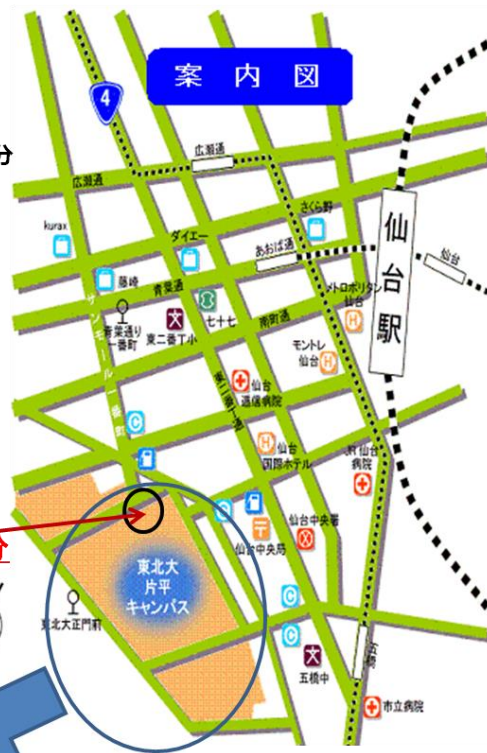 案 内 図
4
分
広瀬通
広瀬通
kurax
さくら野
ダイエー
あおば通
仙台駅
仙台
藤崎
青葉通
メトロポリタン
仙台
青葉通り
一番町
東二番丁小
七十七
南町通
サンモール一番町
モントレ
仙台
東二番丁通
仙台
逓信病院
仙台
国際ホテル
JR仙台
病院
仙台中央局
仙台中央署
分
東北大
片平
キャンパス
東北大正門前
五橋
五橋中
市立病院